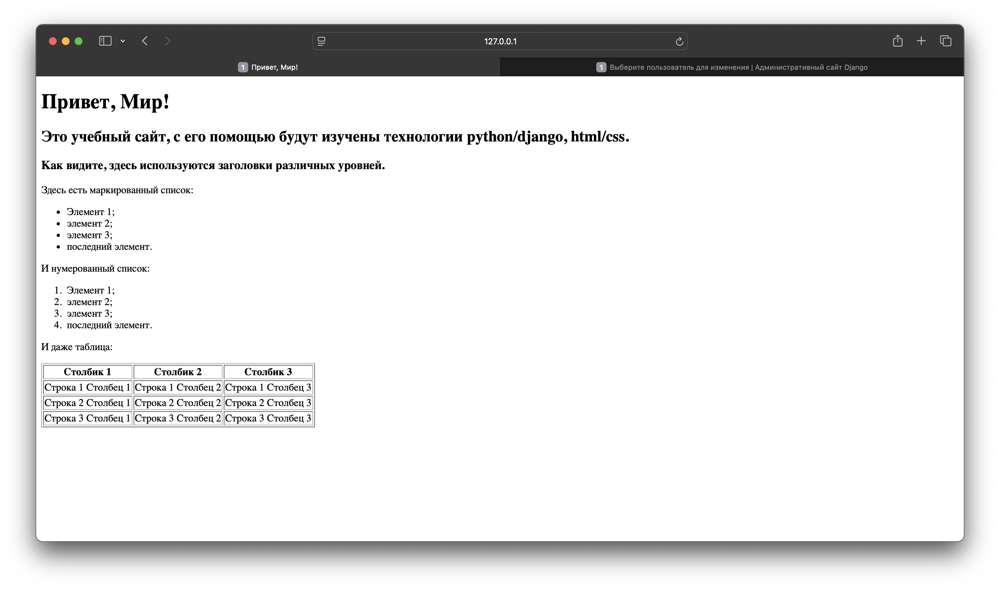 127.0.0.1
1 Привет, Мир!
1 Выберите пользователь для изменения | Административный сайт Django
Привет, Мир!
Это учебный сайт, с его помощью будут изучены технологии python/django, html/css.
Как видите, здесь используются заголовки различных уровней.
Здесь есть маркированный список:
• Элемент 1;
• элемент 2;
• элемент 3;
• последний элемент.
И нумерованный список:
1. Элемент 1;
2. элемент 2;
3. элемент 3;
4. последний элемент.
И даже таблица:
Столбик 1 Столбик 2 Столбик 3
Строка 1 Столбец 1 Строка 1 Столбец 2 Строка 1 Столбец 3
Строка 2 Столбец 1 Строка 2 Столбец 2 Строка 2 Столбец 3
Строка 3 Столбец 1 Строка 3 Столбец 2 Строка 3 Столбец 3